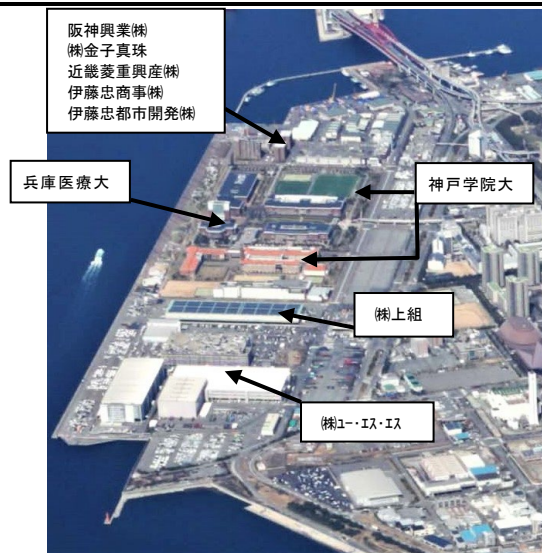 阪神興業㈱
㈱金子真珠
近畿菱重興産㈱
伊藤忠商事㈱
伊藤忠都市開発㈱
兵庫医療大
神戸学院大
㈱上組
㈱ユー・エス・エス